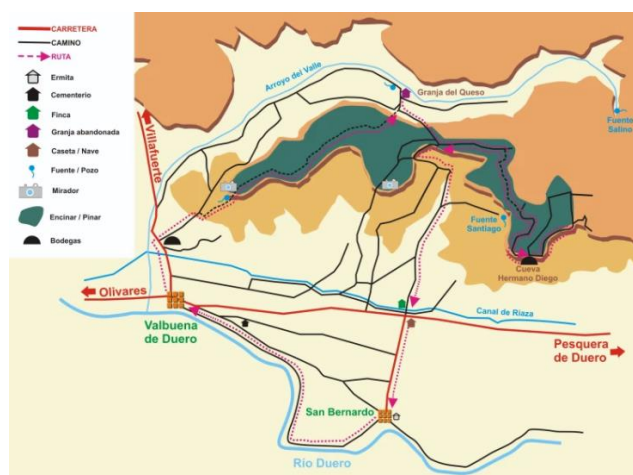 CARRETERA
CAMINO
RUTA
Ermita
Cementerio
Finca
Granja abandonada
Caseta / Nave
Fuente / Pozo
Mirador
Encinar / Pinar
Bodegas
Arroyo del Valle
Granja del Queso
Villafuerte
Fuente
Salina
Fuente
Santiago
Cueva
Hermano Diego
Olivares
Canal de Riaza
Valbuena
de Duero
Pesquera
de Duero
San Bernardo
Río Duero